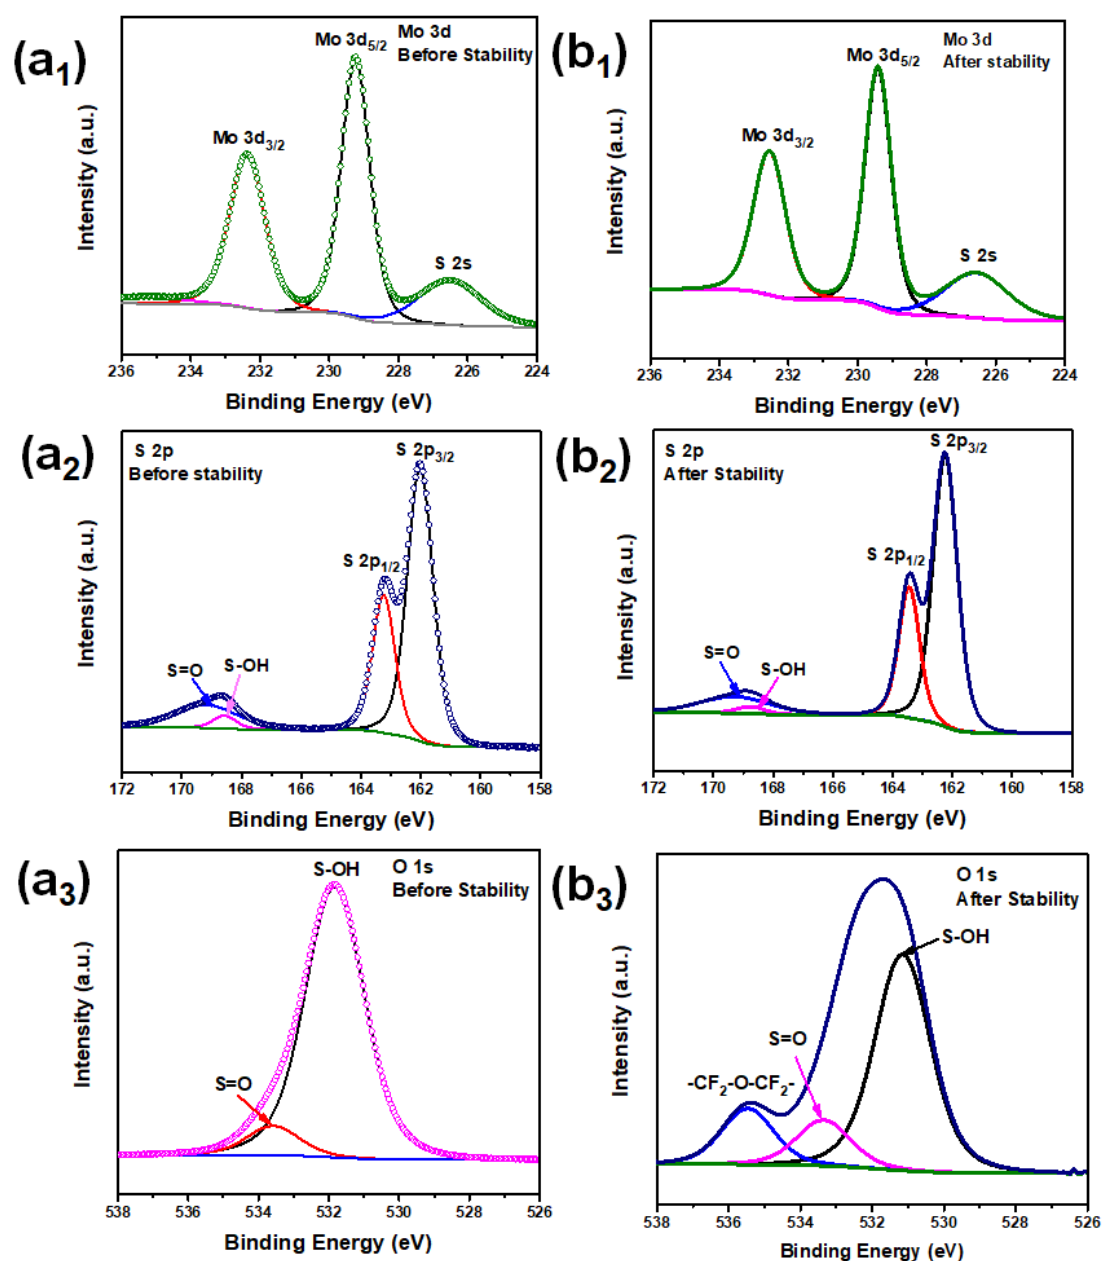 (a1)
Mo 3d5/2
Mo 3d
Before Stability
Mo 3d3/2
S 2s
Intensity (a.u.)
236 234 232 230 228 226 224
Binding Energy (eV)
(b1)
Mo 3d
After stability
Mo 3d5/2
Mo 3d3/2
S 2s
Intensity (a.u.)
236 234 232 230 228 226 224
Binding Energy (eV)
(a2)
S 2p
Before stability
S 2p3/2
S 2p1/2
S=O
S-OH
Intensity (a.u.)
172 170 168 166 164 162 160 158
Binding Energy (eV)
(b2)
S 2p
After Stability
S 2p3/2
S 2p1/2
S=O
S-OH
Intensity (a.u.)
172 170 168 166 164 162 160 158
Binding Energy (eV)
(a3)
S-OH
O 1s
Before Stability
S=O
Intensity (a.u.)
538 536 534 532 530 528 526
Binding Energy (eV)
(b3)
O 1s
After Stability
S-OH
S=O
-CF2-O-CF2-
Intensity (a.u.)
538 536 534 532 530 528 526
Binding Energy (eV)